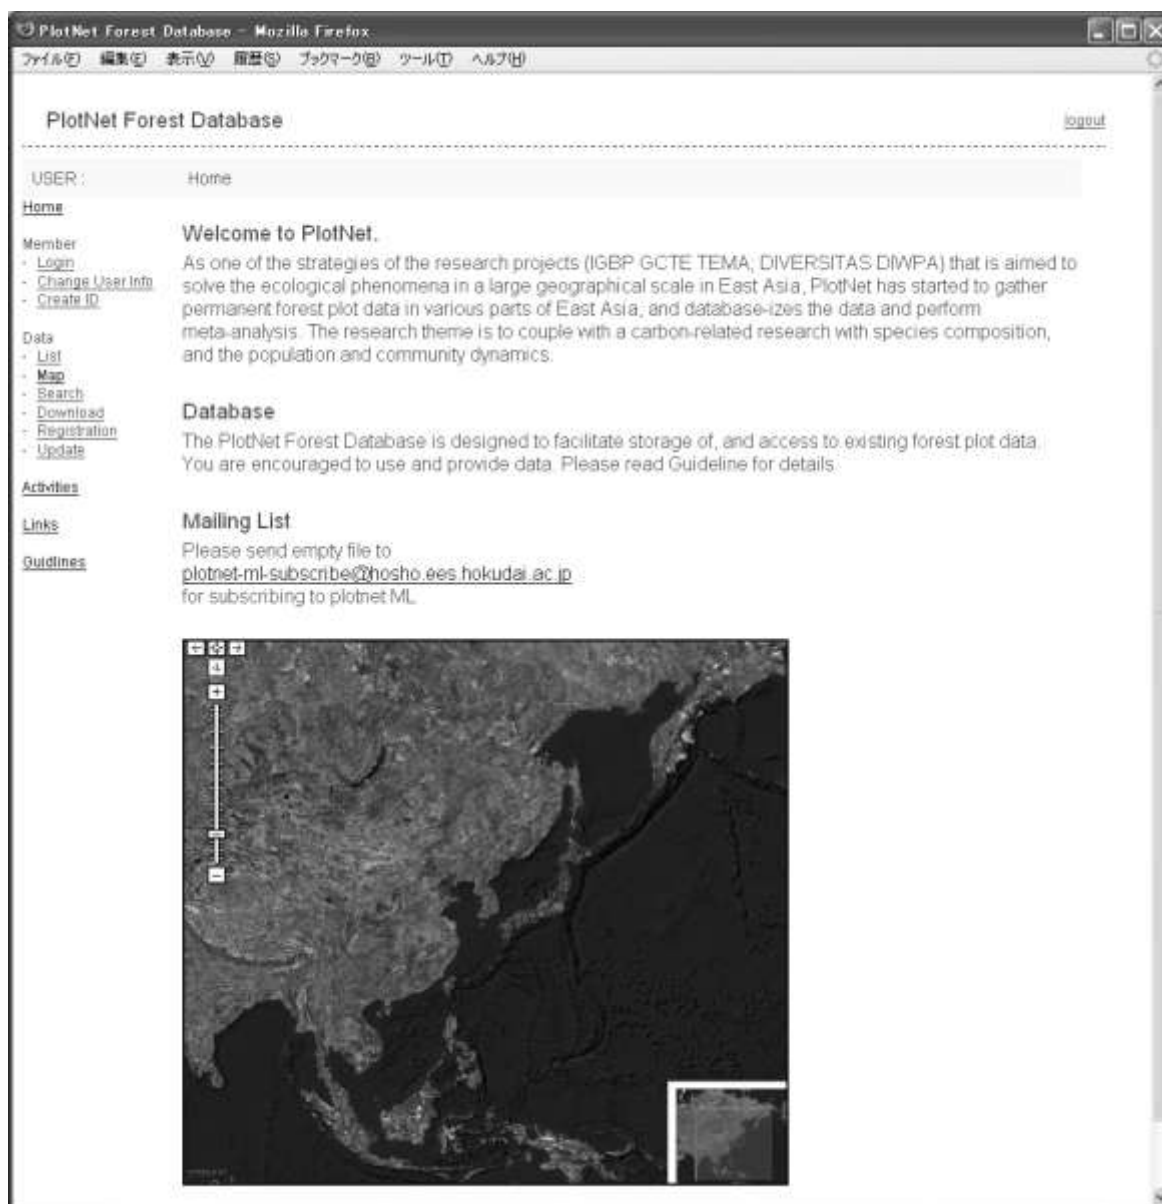 PlotNet Forest Database - Mozilla Firefox
ファイル(F) 編集(E) 表示(V) 履歴(S) ブックマーク(B) ツール(T) ヘルプ(H)
PlotNet Forest Database
logout
USER :
Home
Home
Member
- Login
- Change User Info
- Create ID
Data
- List
- Map
- Search
- Download
- Registration
- Update
Activities
Links
Guidlines
Welcome to PlotNet.
As one of the strategies of the research projects (IGBP GCTE TEMA, DIVERSITAS DIWPA) that is aimed to
solve the ecological phenomena in a large geographical scale in East Asia, PlotNet has started to gather
permanent forest plot data in various parts of East Asia, and database-izes the data and perform
meta-analysis. The research theme is to couple with a carbon-related research with species composition,
and the population and community dynamics.
Database
The PlotNet Forest Database is designed to facilitate storage of, and access to existing forest plot data.
You are encouraged to use and provide data. Please read Guideline for details
Mailing List
Please send empty file to
plotnet-ml-subscribe@hosho.ees.hokudai.ac.jp
for subscribing to plotnet ML